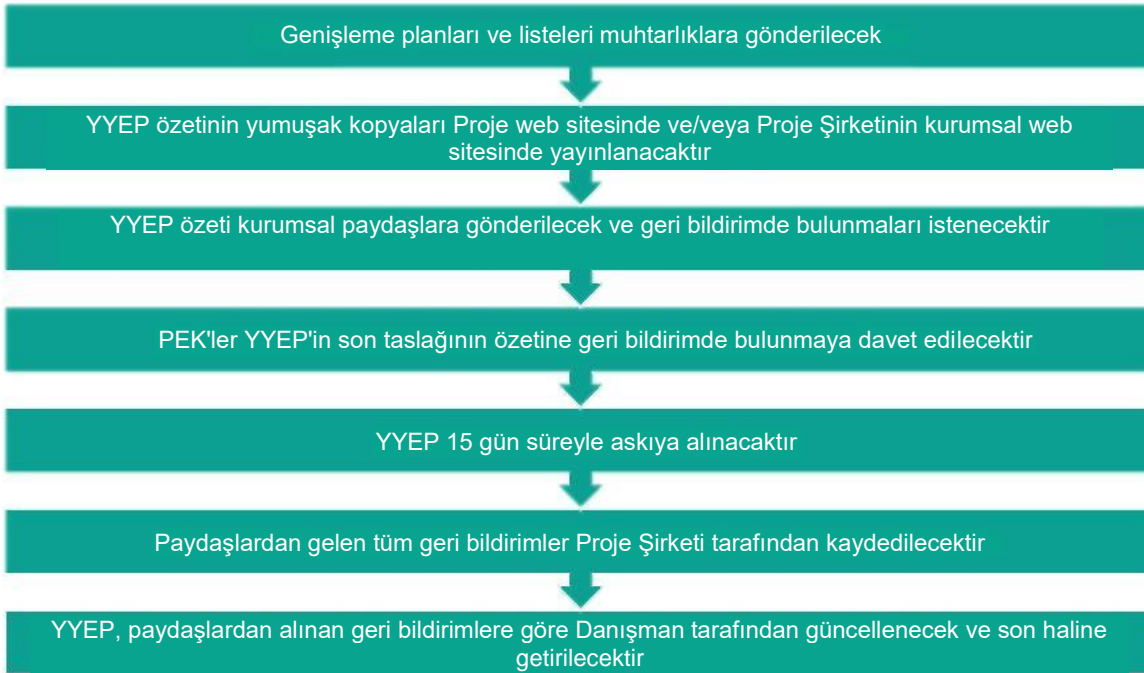 Genişleme planları ve listeleri muhtarlıklara gönderilecek
YYEP özetinin yumuşak kopyaları Proje web sitesinde ve/veya Proje Şirketinin kurumsal web
sitesinde yayınlanacaktır
YYEP özeti kurumsal paydaşlara gönderilecek ve geri bildirimde bulunmaları istenecektir
PEK'ler YYEP'in son taslağının özetine geri bildirimde bulunmaya davet edilecektir
YYEP 15 gün süreyle askıya alınacaktır
Paydaşlardan gelen tüm geri bildirimler Proje Şirketi tarafından kaydedilecektir
YYEP, paydaşlardan alınan geri bildirimlere göre Danışman tarafından güncellenecek ve son haline
getirilecektir